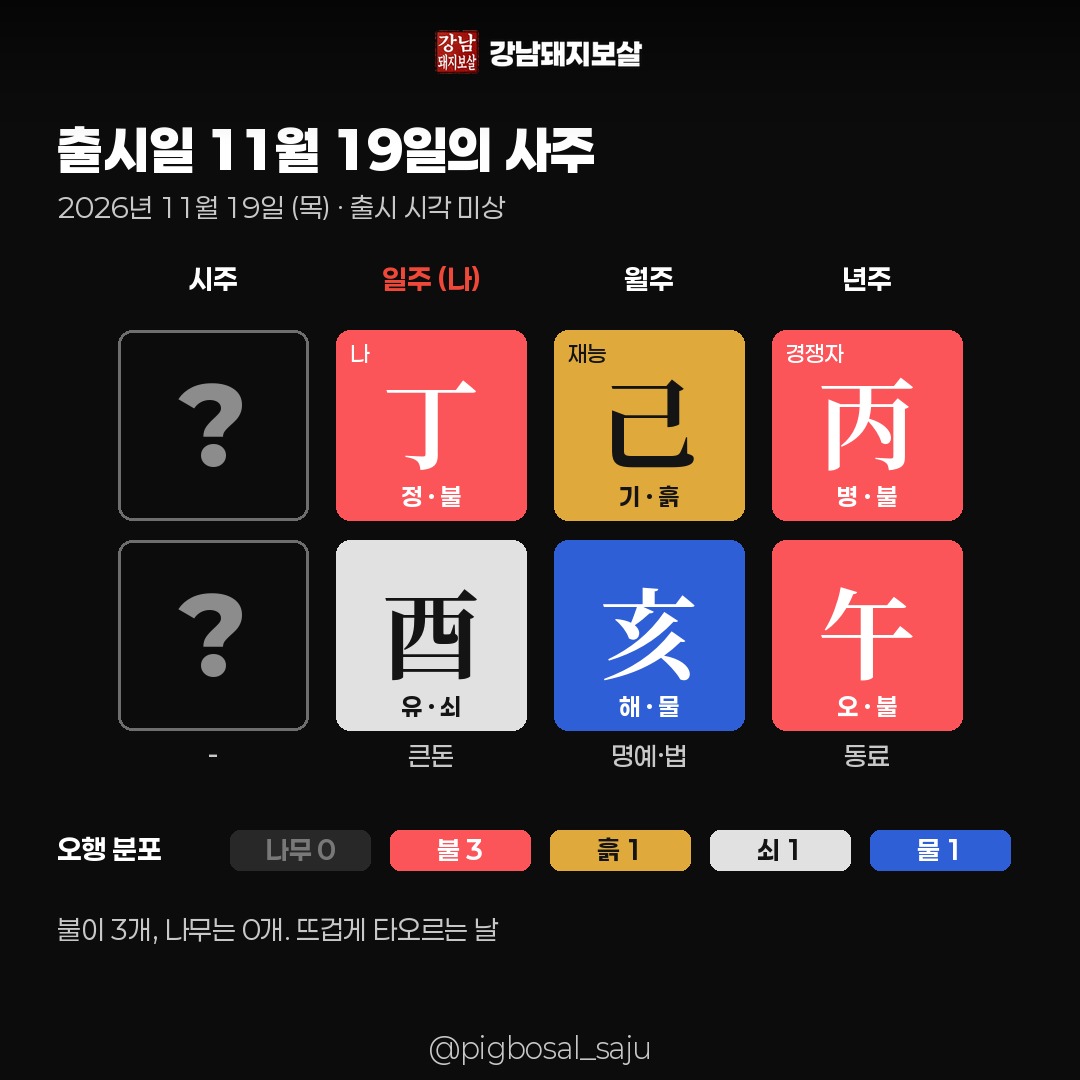 강남
돼지보살
강남돼지보살
출시일 11월 19일의 사주
2026년 11월 19일 (목) · 출시 시각 미상
시주 일주 (나) 월주 년주
나 재능 경쟁자
? 丁 己 丙
정 · 불 기 · 흙 병 · 불
? 酉 亥 午
유 · 쇠 해 · 물 오 · 불
- 큰돈 명예·법 동료
오행 분포 나무 0 불 3 흙 1 쇠 1 물 1
불이 3개, 나무는 0개. 뜨겁게 타오르는 날
@pigbosal_saju